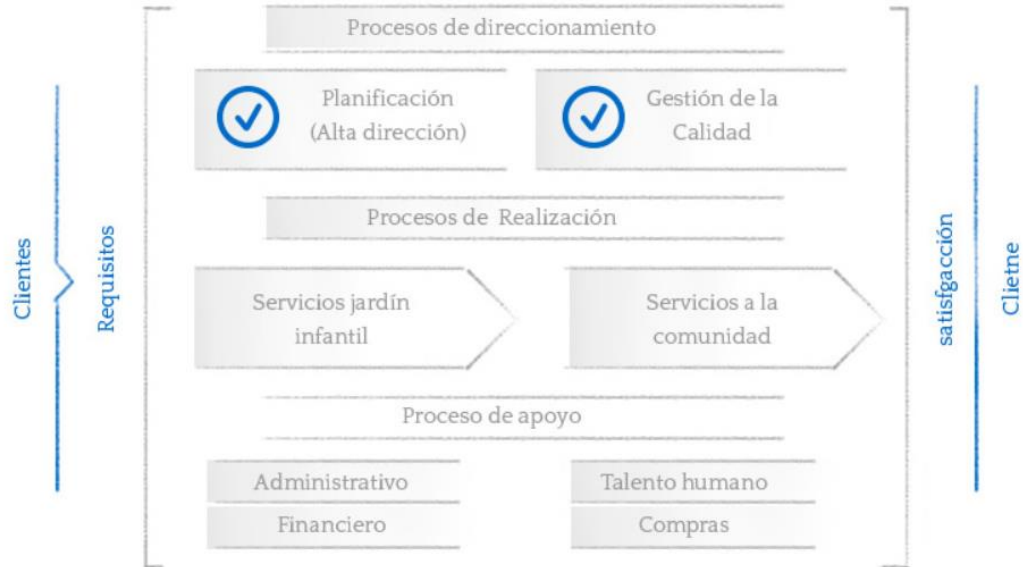 Procesos de direccionamiento
Planificación
(Alta dirección)
Gestión de la
Calidad
Procesos de Realización
Clientes
Requisitos
Servicios jardín
infantil
Servicios a la
comunidad
satisfgacción
Clietne
Proceso de apoyo
Administrativo
Talento humano
Financiero
Compras